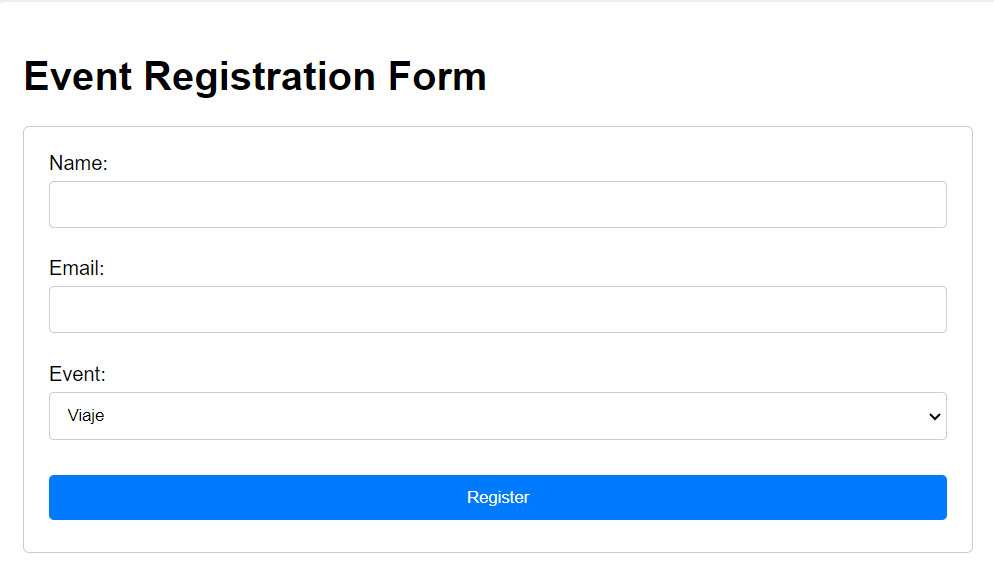 Event Registration Form
Name:
Email:
Event:
Viaje
Register